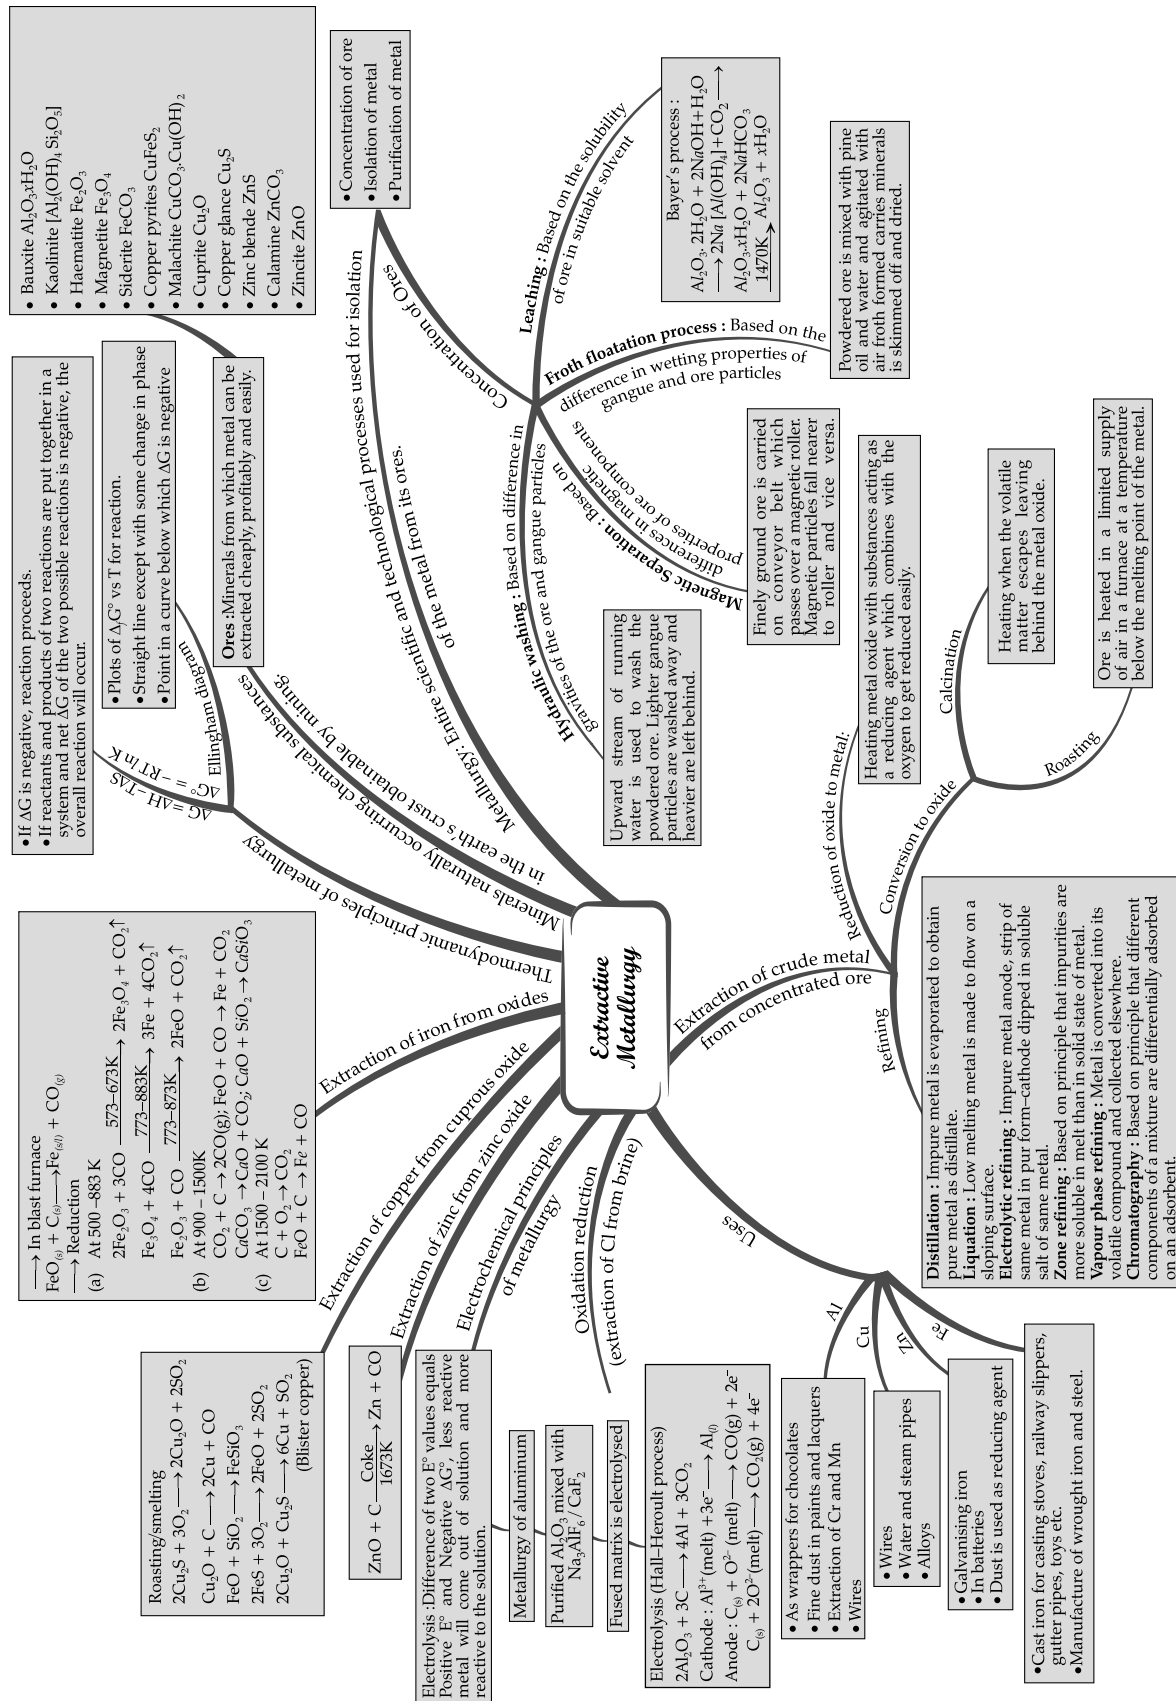 Extractive
Metallurgy
Metallurgy: Entire scientific and technological processes used for isolation
of the metal from its ores.
• Concentration of ore
• Isolation of metal
• Purification of metal
Concentration of Ores
Leaching : Based on the solubility
of ore in suitable solvent
Bayer's process :
Al₂O₃. 2H₂O + 2NaOH+H₂O
⟶ 2Na [Al(OH)₄]+CO₂ ⟶
Al₂O₃.xH₂O + 2NaHCO₃
1470K⟶ Al₂O₃ + xH₂O
Froth floatation process : Based on the
difference in wetting properties of
gangue and ore particles
Powdered ore is mixed with pine
oil and water and agitated with
air froth formed carries minerals
is skimmed off and dried.
Magnetic Separation : Based on
differences in magnetic
properties of ore components
Finely ground ore is carried
on conveyor belt which
passes over a magnetic roller.
Magnetic particles fall nearer
to roller and vice versa.
Hydraulic washing : Based on difference in
gravities of the ore and gangue particles
Upward stream of running
water is used to wash the
powdered ore. Lighter gangue
particles are washed away and
heavier are left behind.
Minerals naturally occurring chemical substances
in the earth's crust obtainable by mining.
Ores :Minerals from which metal can be
extracted cheaply, profitably and easily.
• Bauxite Al₂O₃.xH₂O
• Kaolinite [Al₂(OH)₄ Si₂O₅]
• Haematite Fe₂O₃
• Magnetite Fe₃O₄
• Siderite FeCO₃
• Copper pyrites CuFeS₂
• Malachite CuCO₃.Cu(OH)₂
• Cuprite Cu₂O
• Copper glance Cu₂S
• Zinc blende ZnS
• Calamine ZnCO₃
• Zincite ZnO
Thermodynamic principles of metallurgy
ΔG = ΔH – TΔS
ΔG° = – RT ln K
• If ΔG is negative, reaction proceeds.
• If reactants and products of two reactions are put together in a
system and net ΔG of the two possible reactions is negative, the
overall reaction will occur.
Ellingham diagram
• Plots of ΔfG° vs T for reaction.
• Straight line except with some change in phase
• Point in a curve below which ΔG is negative
Extraction of iron from oxides
⟶ In blast furnace
FeO(s) + C(s)⟶Fe(s/l) + CO(g)
⟶ Reduction
(a) At 500 –883 K
2Fe₂O₃ + 3CO 573–673K⟶ 2Fe₃O₄ + CO₂↑
Fe₃O₄ + 4CO 773–883K⟶ 3Fe + 4CO₂↑
Fe₂O₃ + CO 773–873K⟶ 2FeO + CO₂↑
(b) At 900 – 1500K
CO₂ + C → 2CO(g); FeO + CO → Fe + CO₂
CaCO₃ → CaO + CO₂; CaO + SiO₂ → CaSiO₃
(c) At 1500 – 2100 K
C + O₂ → CO₂
FeO + C → Fe + CO
Extraction of copper from cuprous oxide
Roasting/smelting
2Cu₂S + 3O₂ ⟶ 2Cu₂O + 2SO₂
Cu₂O + C ⟶ 2Cu + CO
FeO + SiO₂ ⟶ FeSiO₃
2FeS + 3O₂ ⟶ 2FeO + 2SO₂
2Cu₂O + Cu₂S ⟶ 6Cu + SO₂
(Blister copper)
Extraction of zinc from zinc oxide
ZnO + C Coke⟶ Zn + CO
1673K
Electrochemical principles
of metallurgy
Electrolysis :Difference of two E° values equals
Positive E° and Negative ΔG°, less reactive
metal will come out of solution and more
reactive to the solution.
Metallurgy of aluminum
Purified Al₂O₃ mixed with
Na₃AlF₆ / CaF₂
Fused matrix is electrolysed
Electrolysis (Hall–Heroult process)
2Al₂O₃ + 3C ⟶ 4Al + 3CO₂
Cathode : Al³⁺(melt) +3e⁻ ⟶ Al(l)
Anode : C(s) + O²⁻ (melt) ⟶ CO(g) + 2e⁻
C(s) + 2O²⁻(melt) ⟶ CO₂(g) + 4e⁻
Oxidation reduction
(extraction of Cl from brine)
Uses
Al
• As wrappers for chocolates
• Fine dust in paints and lacquers
• Extraction of Cr and Mn
• Wires
Cu
• Wires
• Water and steam pipes
• Alloys
Zn
• Galvanising iron
• In batteries
• Dust is used as reducing agent
Fe
•Cast iron for casting stoves, railway slippers,
gutter pipes, toys etc.
•Manufacture of wrought iron and steel.
Extraction of crude metal
from concentrated ore
Reduction of oxide to metal:
Heating metal oxide with substances acting as
a reducing agent which combines with the
oxygen to get reduced easily.
Conversion to oxide
Calcination
Heating when the volatile
matter escapes leaving
behind the metal oxide.
Roasting
Ore is heated in a limited supply
of air in a furnace at a temperature
below the melting point of the metal.
Refining
Distillation : Impure metal is evaporated to obtain
pure metal as distillate.
Liquation : Low melting metal is made to flow on a
sloping surface.
Electrolytic refining : Impure metal anode, strip of
same metal in pur form–cathode dipped in soluble
salt of same metal.
Zone refining : Based on principle that impurities are
more soluble in melt than in solid state of metal.
Vapour phase refining : Metal is converted into its
volatile compound and collected elsewhere.
Chromatography : Based on principle that different
components of a mixture are differentially adsorbed
on an adsorbent.